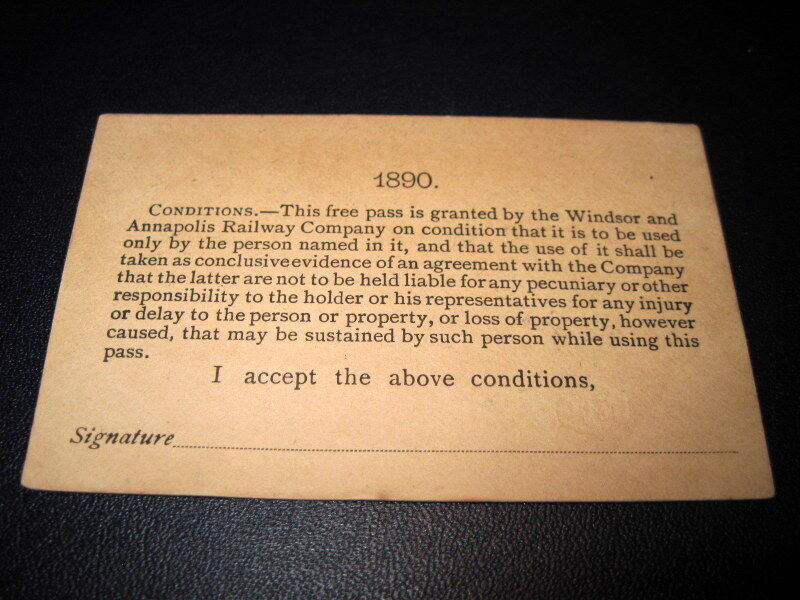 1890.
CONDITIONS.—This free pass is granted by the Windsor and
Annapolis Railway Company on condition that it is to be used
only by the person named in it, and that the use of it shall be
taken as conclusive evidence of an agreement with the Company
that the latter are not to be held liable for any pecuniary or other
responsibility to the holder or his representatives for any injury
or delay to the person or property, or loss of property, however
caused, that may be sustained by such person while using this
pass.
I accept the above conditions,
Signature